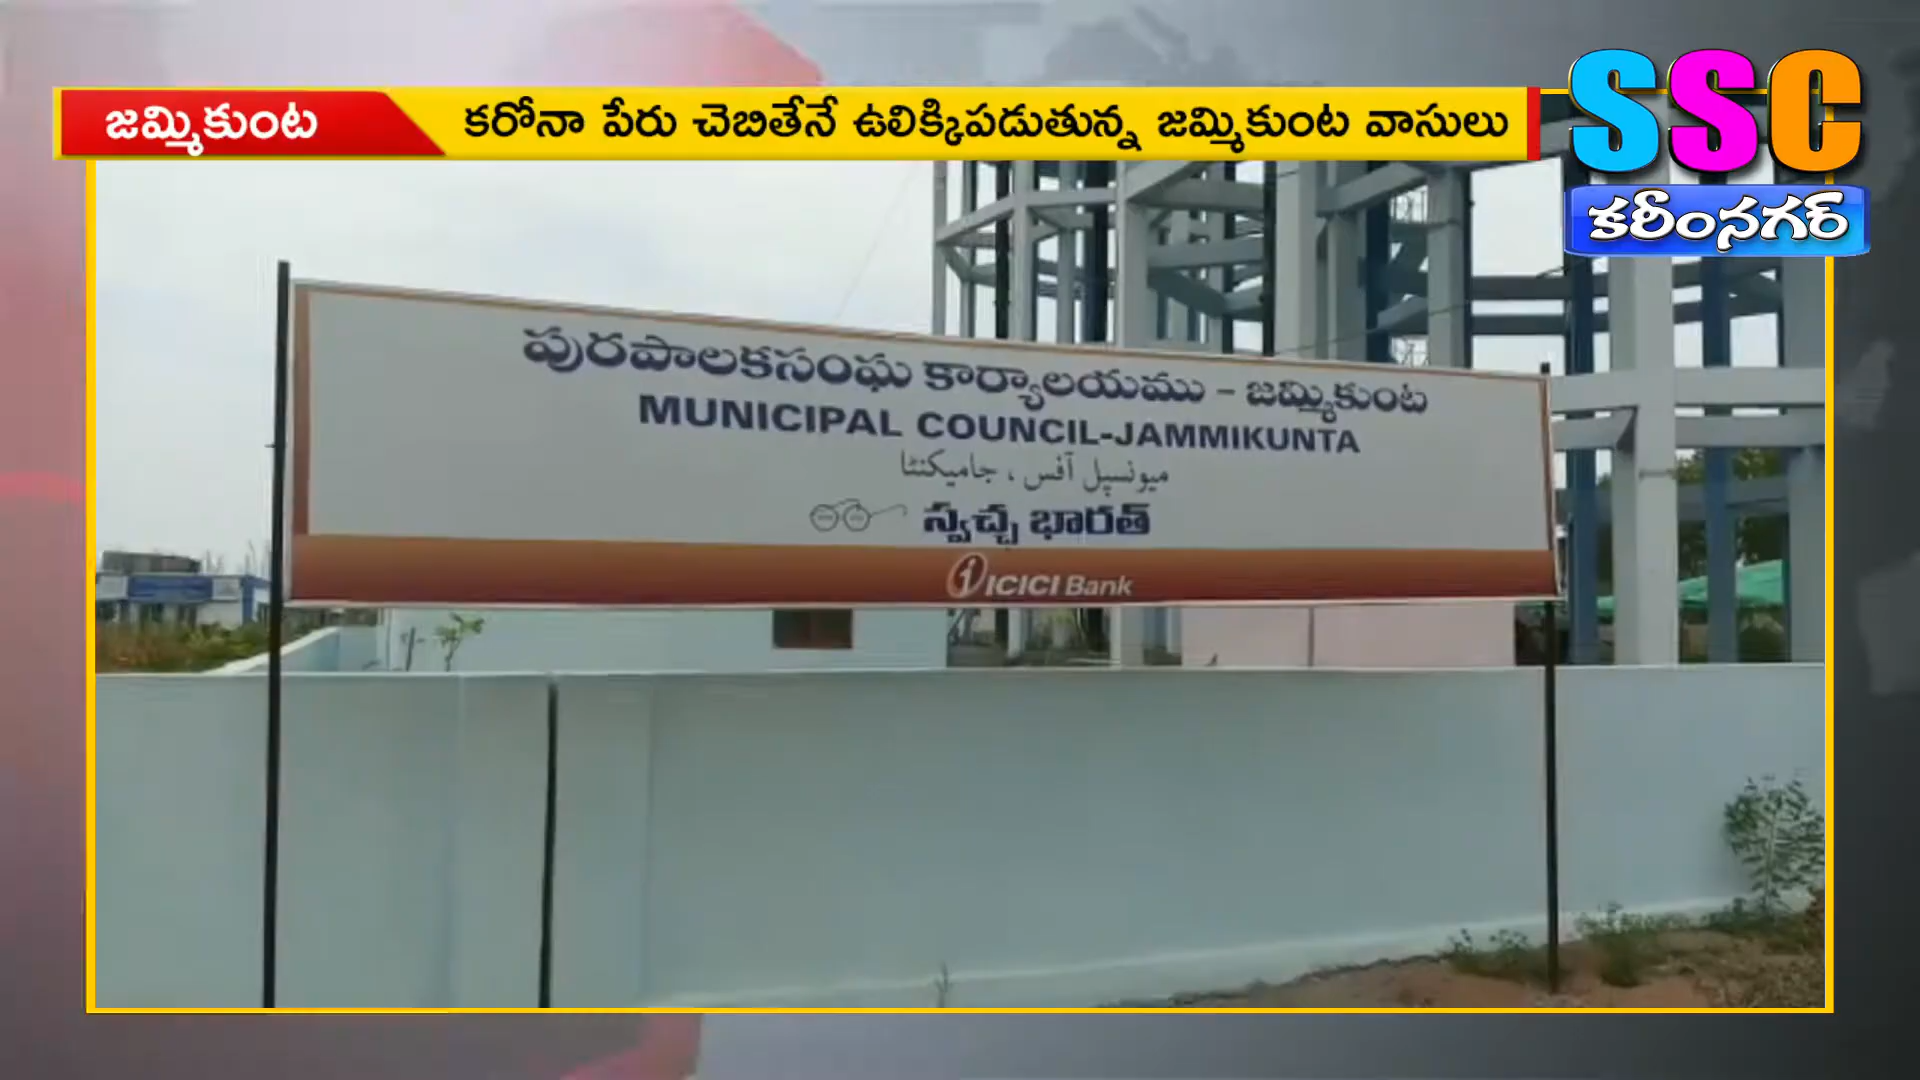 జమ్మికుంట
కరోనా పేరు చెబితేనే ఉలిక్కిపడుతున్న జమ్మికుంట వాసులు
SSC
కరీంనగర్
పురపాలకసంఘ కార్యాలయము - జమ్మికుంట
MUNICIPAL COUNCIL-JAMMIKUNTA
میونسپل آفس ، جامیکنٹا
స్వచ్ఛ భారత్
ICICI Bank